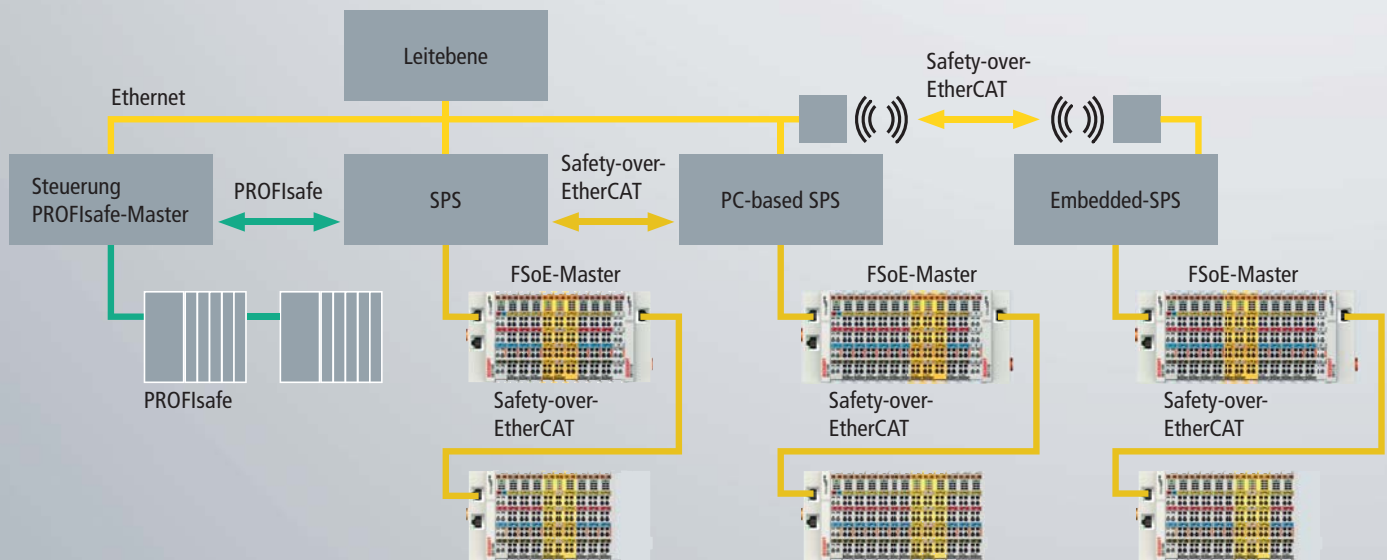 Leitebene
Safety-over-
EtherCAT
Ethernet
Steuerung
PROFIsafe-Master
PROFIsafe
SPS
Safety-over-
EtherCAT
PC-based SPS
Embedded-SPS
FSoE-Master
FSoE-Master
FSoE-Master
PROFIsafe
Safety-over-
EtherCAT
Safety-over-
EtherCAT
Safety-over-
EtherCAT